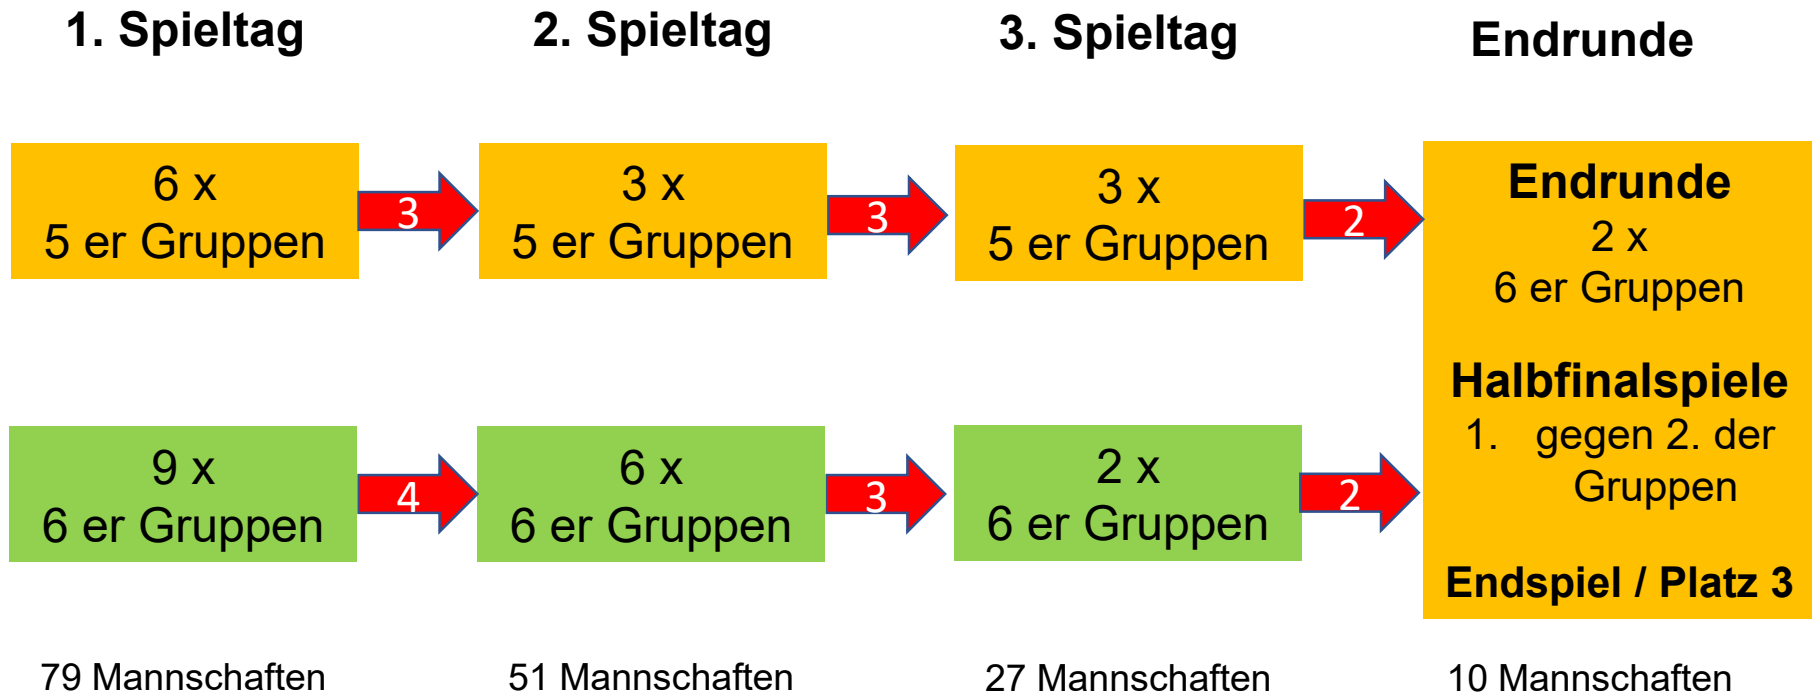 1. Spieltag
2. Spieltag
3. Spieltag
Endrunde
6 x
5 er Gruppen
3
3 x
5 er Gruppen
3
3 x
5 er Gruppen
2
Endrunde
2 x
6 er Gruppen
Halbfinalspiele
1. gegen 2. der
Gruppen
Endspiel / Platz 3
9 x
6 er Gruppen
4
6 x
6 er Gruppen
3
2 x
6 er Gruppen
2
79 Mannschaften
51 Mannschaften
27 Mannschaften
10 Mannschaften